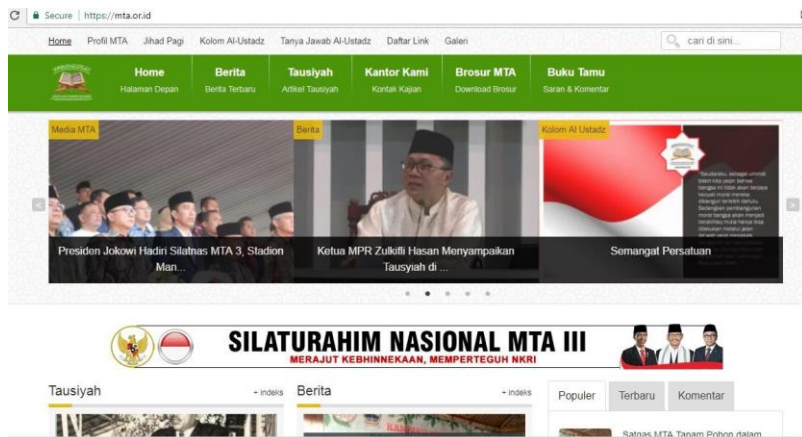 Secure | https://mta.or.id
Home Profil MTA Jihad Pagi Kolom Al-Ustadz Tanya Jawab Al-Ustadz Daftar Link Galeri cari di sini...
Home Berita Tausiyah Kantor Kami Brosur MTA Buku Tamu
Halaman Depan Berita Terbaru Artikel Tausiyah Kontak Kajian Download Brosur Saran & Komentar
Media MTA Berita Kolom Al Ustadz
Presiden Jokowi Hadiri Silatnas MTA 3, Stadion
Man...
Ketua MPR Zulkifli Hasan Menyampaikan
Tausyiah di ...
Semangat Persatuan
SILATURAHIM NASIONAL MTA III
MERAJUT KEBHINNEKAAN, MEMPERTEGUH NKRI
Tausiyah + indeks Berita - indeks Populer Terbaru Komentar
Satgas MTA Tanam Pohon dalam